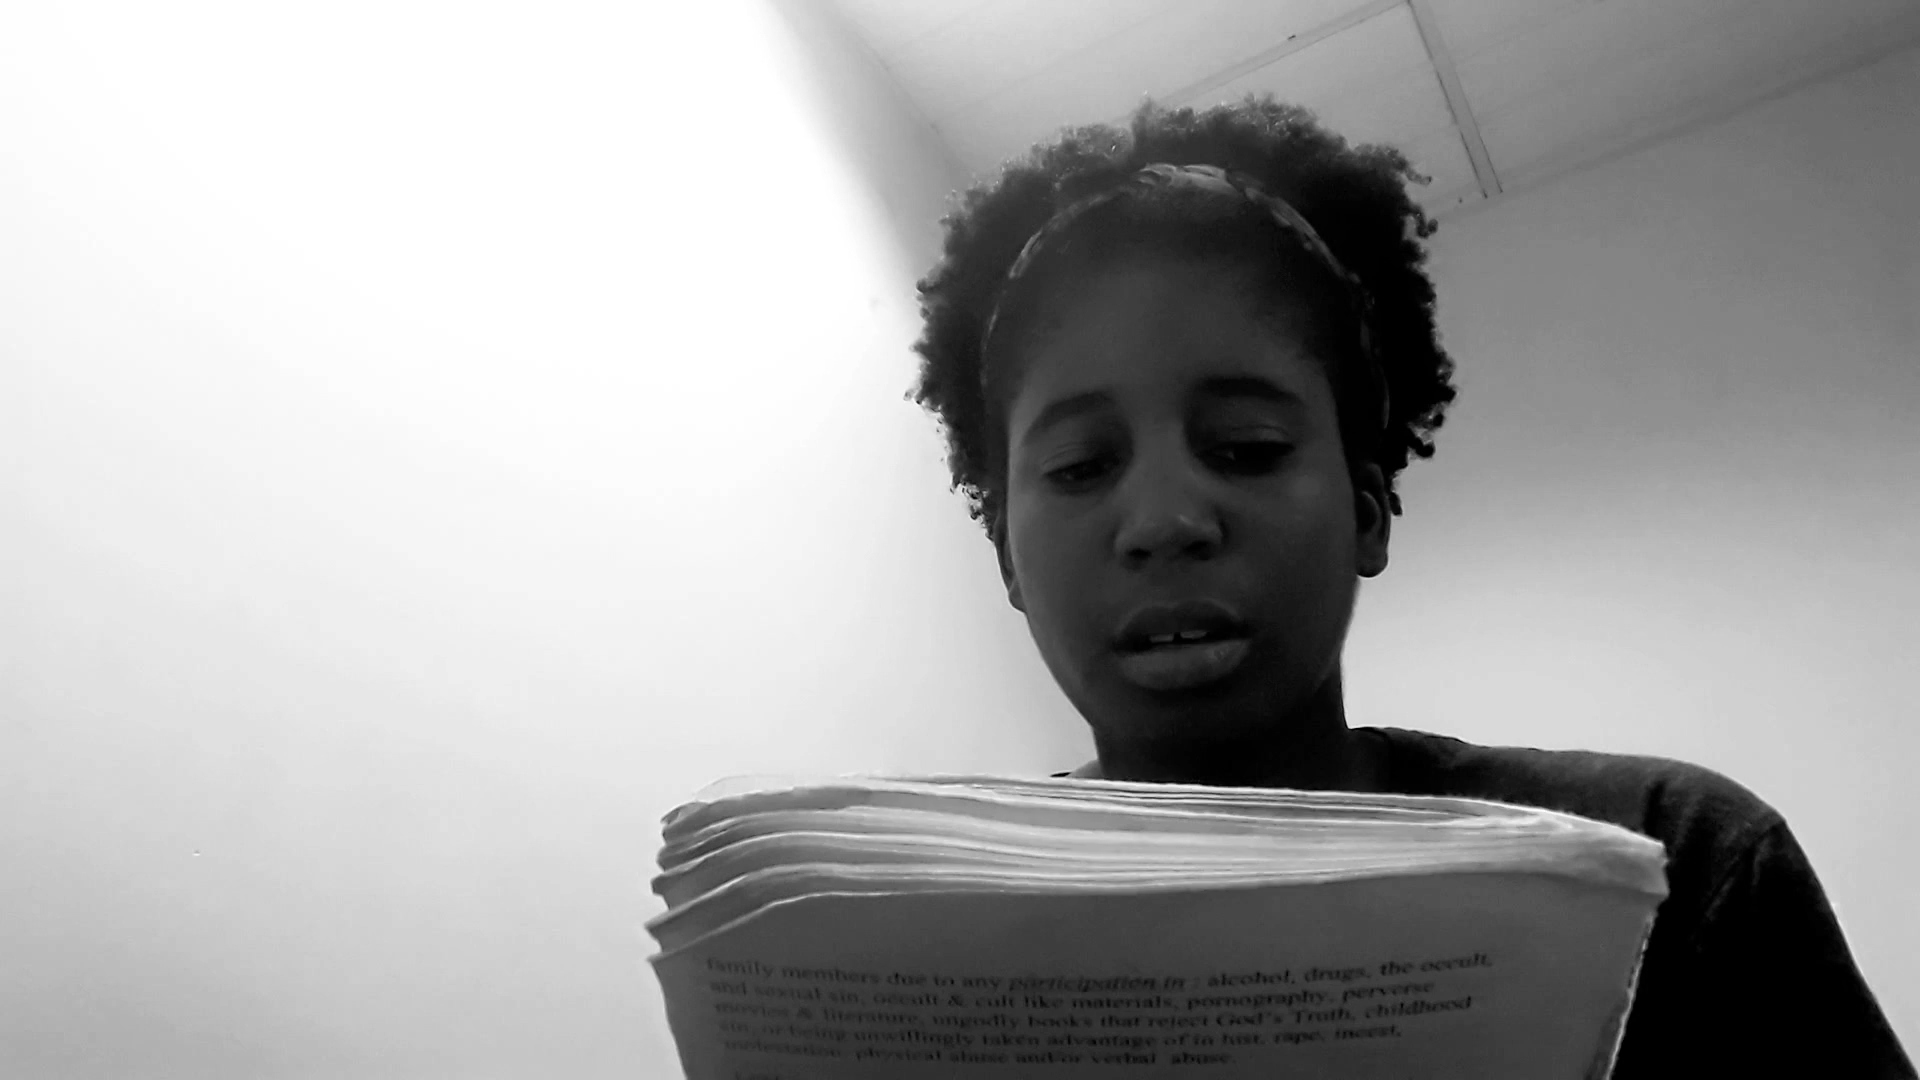 family members due to any participation in : alcohol, drugs, the occult,
and sexual sin, occult & cult like materials, pornography, perverse
movies & literature, ungodly books that reject God's Truth, childhood
sin, or being unwillingly taken advantage of in lust, rape, incest,
molestation, physical abuse and/or verbal abuse.